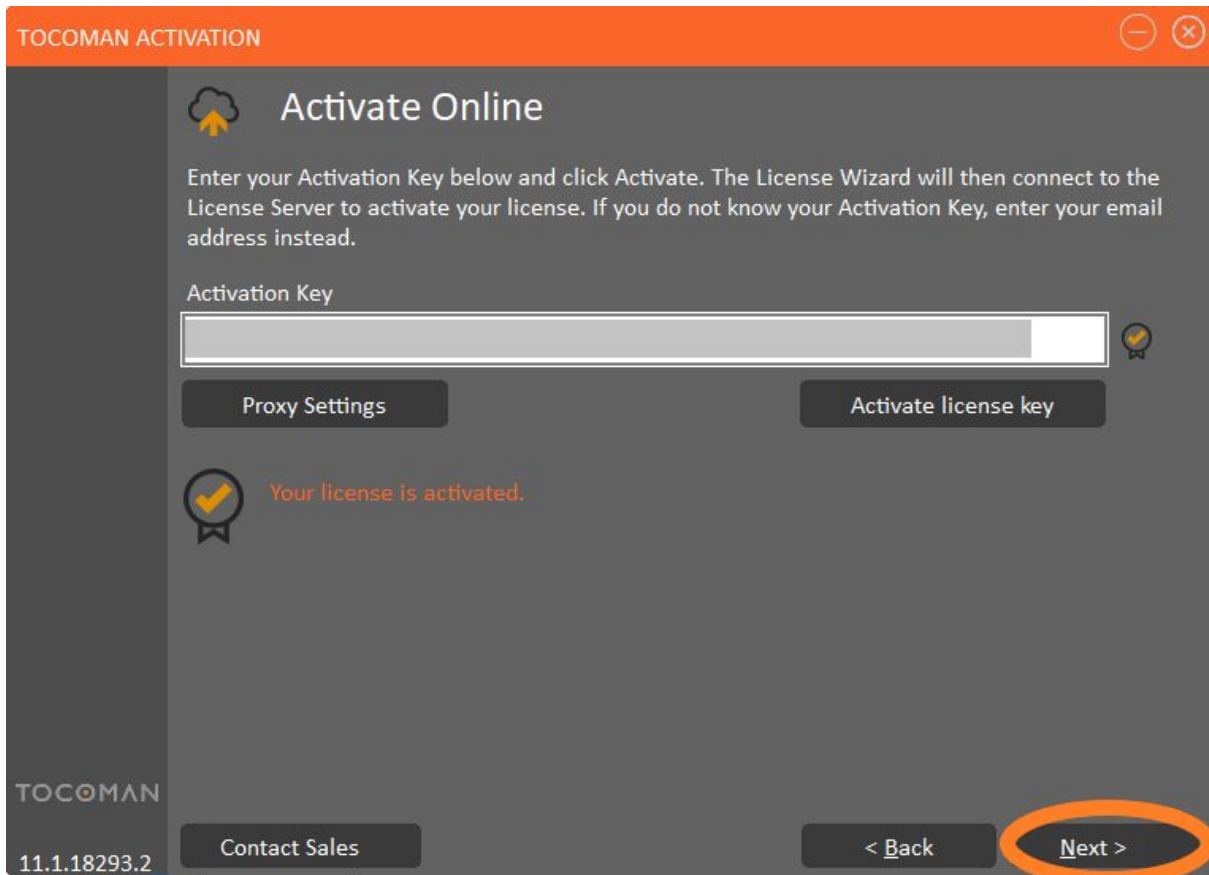 TOCOMAN ACTIVATION
Activate Online
Enter your Activation Key below and click Activate. The License Wizard will then connect to the
License Server to activate your license. If you do not know your Activation Key, enter your email
address instead.
Activation Key
Proxy Settings
Activate license key
Your license is activated.
TOCOMAN
11.1.18293.2
Contact Sales
< Back
Next >